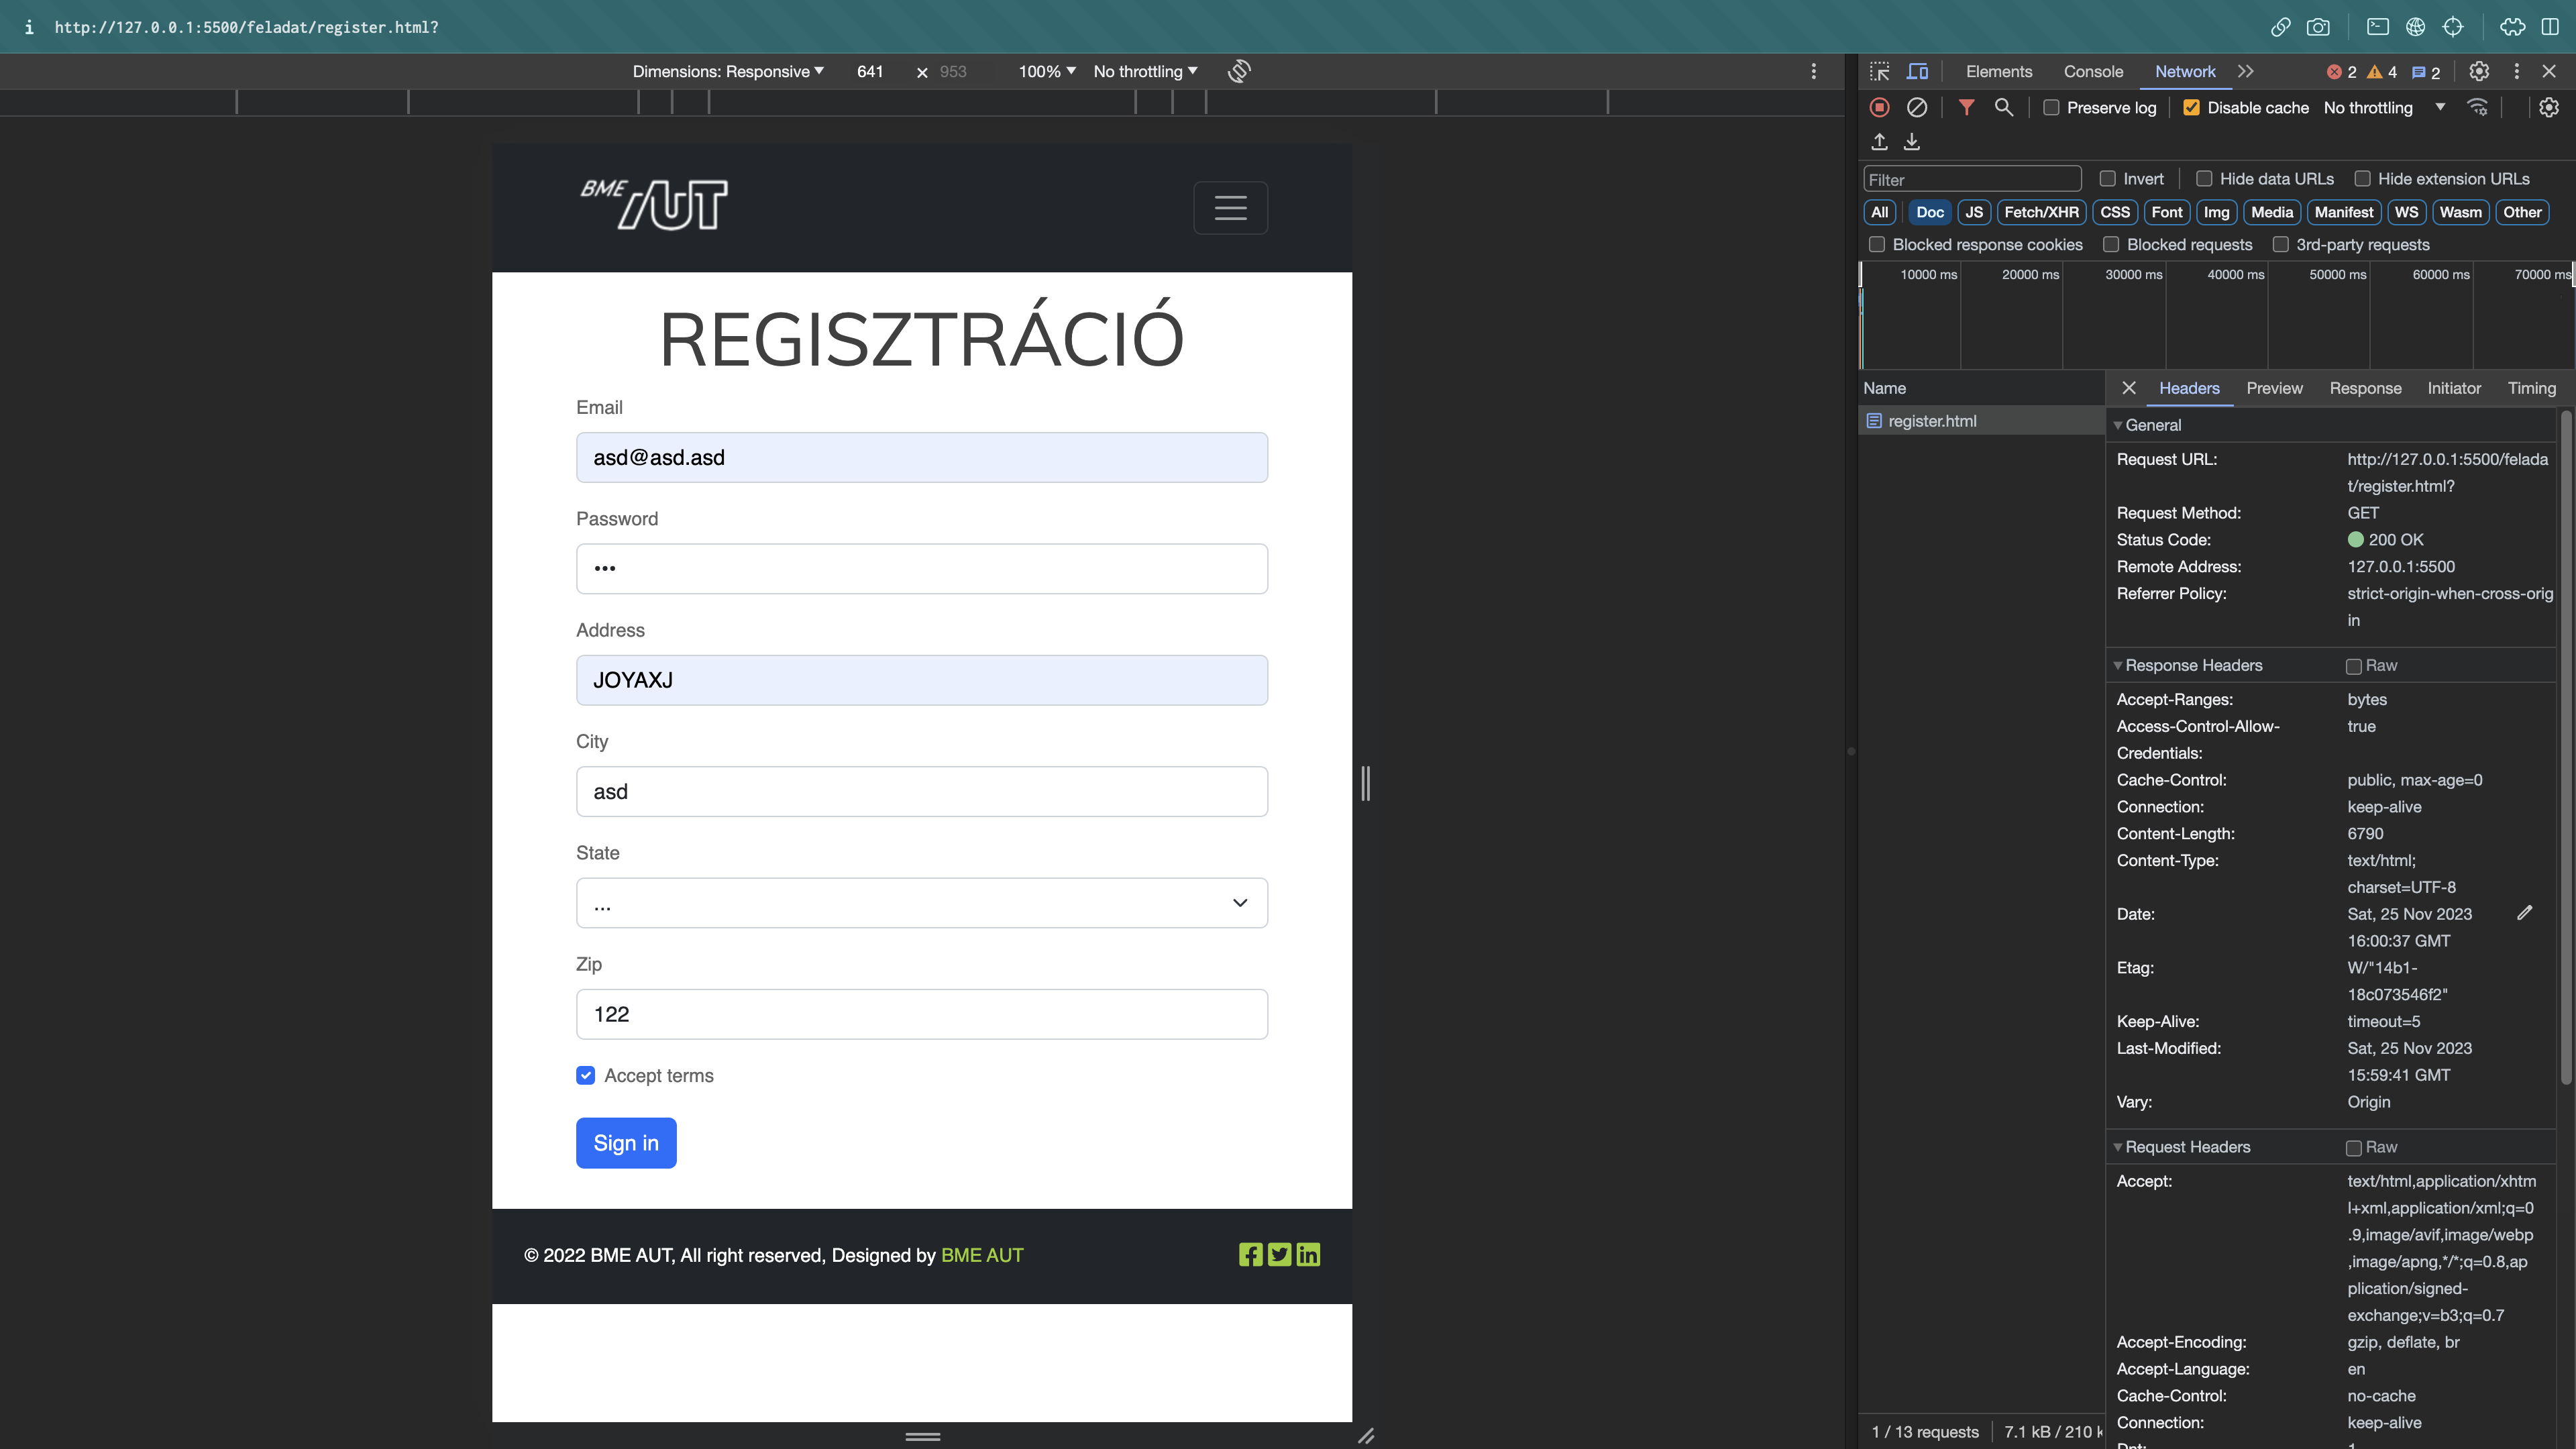 http://127.0.0.1:5500/feladat/register.html?
Dimensions: Responsive 641 × 953 100% No throttling
Elements Console Network 2 4 2
Preserve log Disable cache No throttling
Filter Invert Hide data URLs Hide extension URLs
All Doc JS Fetch/XHR CSS Font Img Media Manifest WS Wasm Other
Blocked response cookies Blocked requests 3rd-party requests
10000 ms 20000 ms 30000 ms 40000 ms 50000 ms 60000 ms 70000 ms
BME AUT
REGISZTRÁCIÓ
Email
asd@asd.asd
Password
•••
Address
JOYAXJ
City
asd
State
...
Zip
122
Accept terms
Sign in
© 2022 BME AUT, All right reserved, Designed by BME AUT
Name
register.html
1 / 13 requests 7.1 kB / 210 k
Headers Preview Response Initiator Timing
General
Request URL: http://127.0.0.1:5500/felada
t/register.html?
Request Method: GET
Status Code: 200 OK
Remote Address: 127.0.0.1:5500
Referrer Policy: strict-origin-when-cross-orig
in
Response Headers Raw
Accept-Ranges: bytes
Access-Control-Allow- true
Credentials:
Cache-Control: public, max-age=0
Connection: keep-alive
Content-Length: 6790
Content-Type: text/html;
charset=UTF-8
Date: Sat, 25 Nov 2023
16:00:37 GMT
Etag: W/"14b1-
18c073546f2"
Keep-Alive: timeout=5
Last-Modified: Sat, 25 Nov 2023
15:59:41 GMT
Vary: Origin
Request Headers Raw
Accept: text/html,application/xhtm
l+xml,application/xml;q=0
.9,image/avif,image/webp
,image/apng,*/*;q=0.8,ap
plication/signed-
exchange;v=b3;q=0.7
Accept-Encoding: gzip, deflate, br
Accept-Language: en
Cache-Control: no-cache
Connection: keep-alive